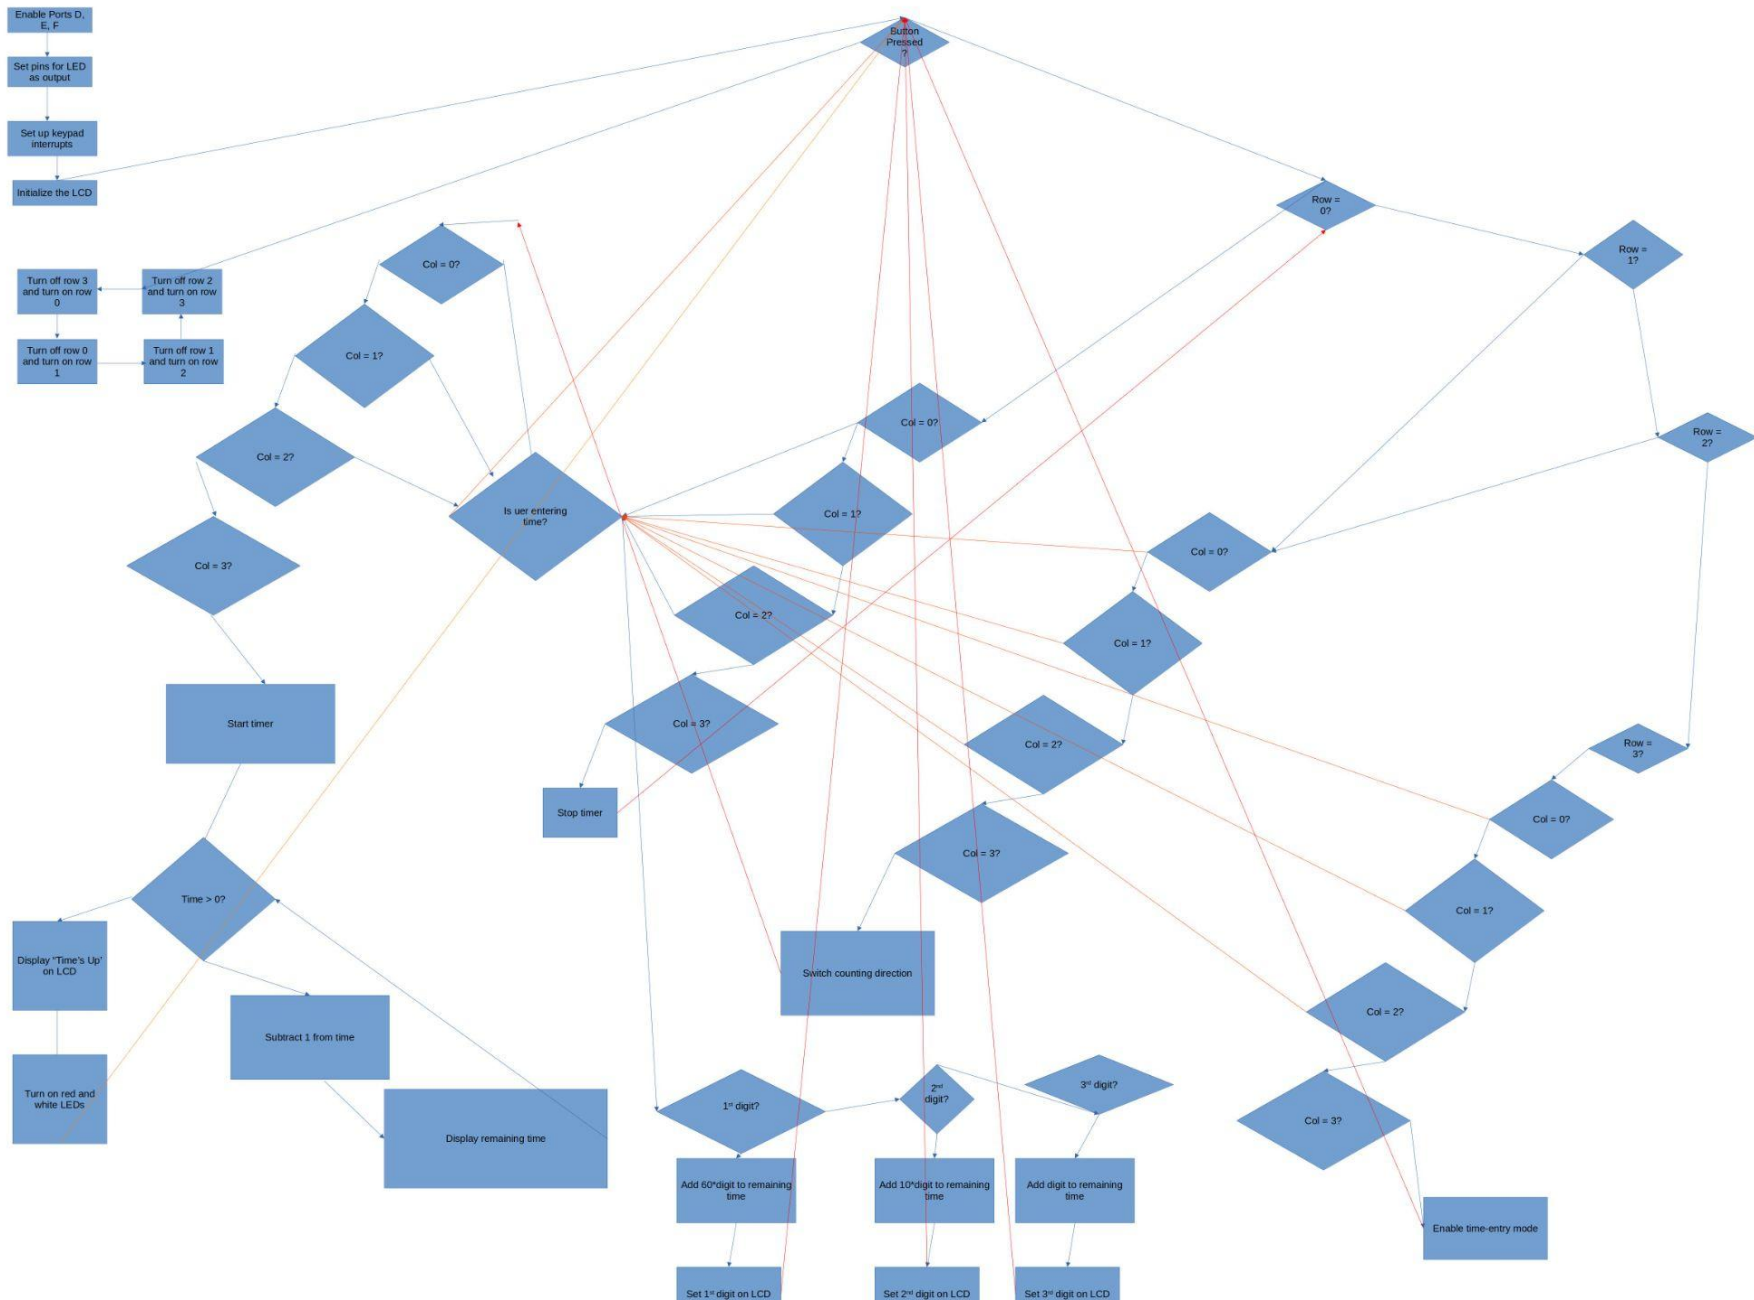 Enable Ports D,
E, F
Set pins for LED
as output
Set up keypad
interrupts
Initialize the LCD
Button
Pressed
?
Row =
0?
Row =
1?
Row =
2?
Row =
3?
Turn off row 3
and turn on row
0
Turn off row 2
and turn on row
3
Turn off row 0
and turn on row
1
Turn off row 1
and turn on row
2
Col = 0?
Col = 1?
Col = 2?
Col = 3?
Start timer
Time > 0?
Display "Time's Up'
on LCD
Turn on red and
white LEDs
Subtract 1 from time
Display remaining time
Is uer entering
time?
Col = 0?
Col = 1?
Col = 2?
Col = 3?
Stop timer
Col = 0?
Col = 1?
Col = 2?
Col = 3?
Switch counting direction
Col = 0?
Col = 1?
Col = 2?
Col = 3?
Enable time-entry mode
1st digit?
2nd
digit?
3rd digit?
Add 60*digit to remaining
time
Add 10*digit to remaining
time
Add digit to remaining
time
Set 1st digit on LCD
Set 2nd digit on LCD
Set 3rd digit on LCD